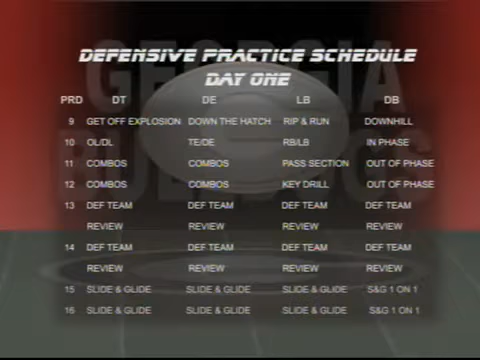 GEORGIA
BULLDOGS
DEFENSIVE PRACTICE SCHEDULE
DAY ONE
PRD DT DE LB DB
9 GET OFF EXPLOSION DOWN THE HATCH RIP & RUN DOWNHILL
10 OL/DL TE/DE RB/LB IN PHASE
11 COMBOS COMBOS PASS SECTION OUT OF PHASE
12 COMBOS COMBOS KEY DRILL OUT OF PHASE
13 DEF TEAM DEF TEAM DEF TEAM DEF TEAM
REVIEW REVIEW REVIEW REVIEW
14 DEF TEAM DEF TEAM DEF TEAM DEF TEAM
REVIEW REVIEW REVIEW REVIEW
15 SLIDE & GLIDE SLIDE & GLIDE SLIDE & GLIDE S&G 1 ON 1
16 SLIDE & GLIDE SLIDE & GLIDE SLIDE & GLIDE S&G 1 ON 1